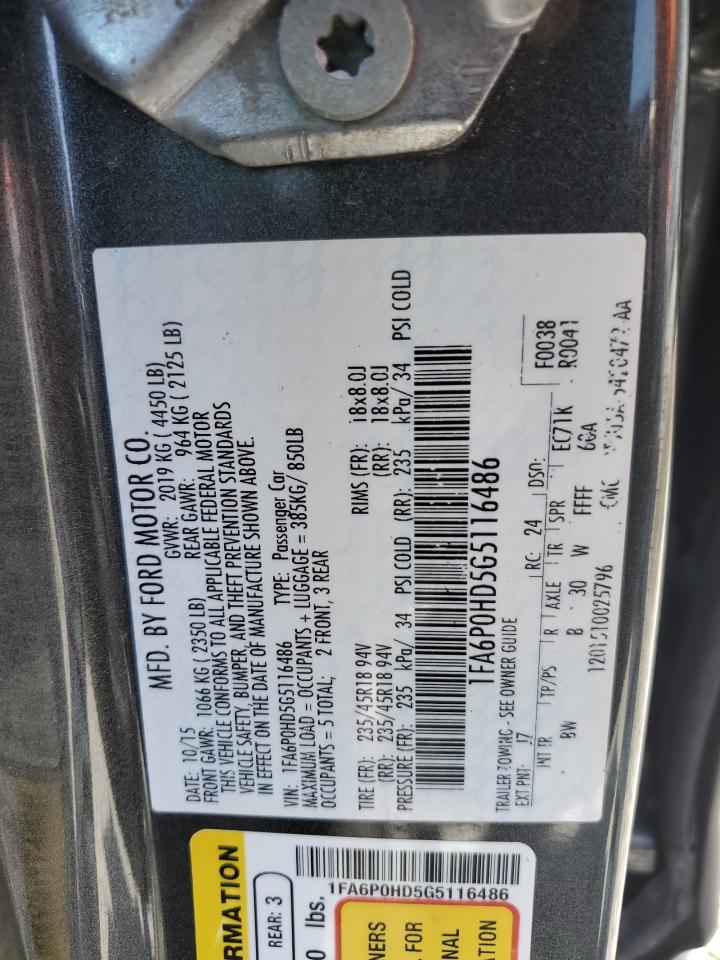 MFD. BY FORD MOTOR CO.
DATE: 10/15 GVWR: 2019 KG ( 4450 LB)
FRONT GAWR: 1066 KG ( 2350 LB) REAR GAWR: 964 KG ( 2125 LB)
THIS VEHICLE CONFORMS TO ALL APPLICABLE FEDERAL MOTOR
VEHICLE SAFETY, BUMPER, AND THEFT PREVENTION STANDARDS
IN EFFECT ON THE DATE OF MANUFACTURE SHOWN ABOVE.
VIN: 1FA6P0HD5G5116486 TYPE: Passenger Car
MAXIMUM LOAD = OCCUPANTS + LUGGAGE = 385KG/ 850LB
OCCUPANTS = 5 TOTAL; 2 FRONT, 3 REAR
TIRE (FR): 235/45R18 94V RIMS (FR): 18x8.0J
(RR): 235/45R18 94V (RR): 18x8.0J
PRESSURE (FR): 235 kPa/ 34 PSI COLD (RR): 235 kPa/ 34 PSI COLD
1FA6P0HD5G5116486
TRAILER TOWING - SEE OWNER GUIDE
EXT PNT: J7 RC: 24 DSO: F0038
INT TR TP/PS R AXLE TR SPR EC71K R0041
BW B 30 W FFFF 60A
1201510025796
RMATION
REAR: 3
0 lbs.
1FA6P0HD5G5116486
NERS
FOR
NAL
ATION